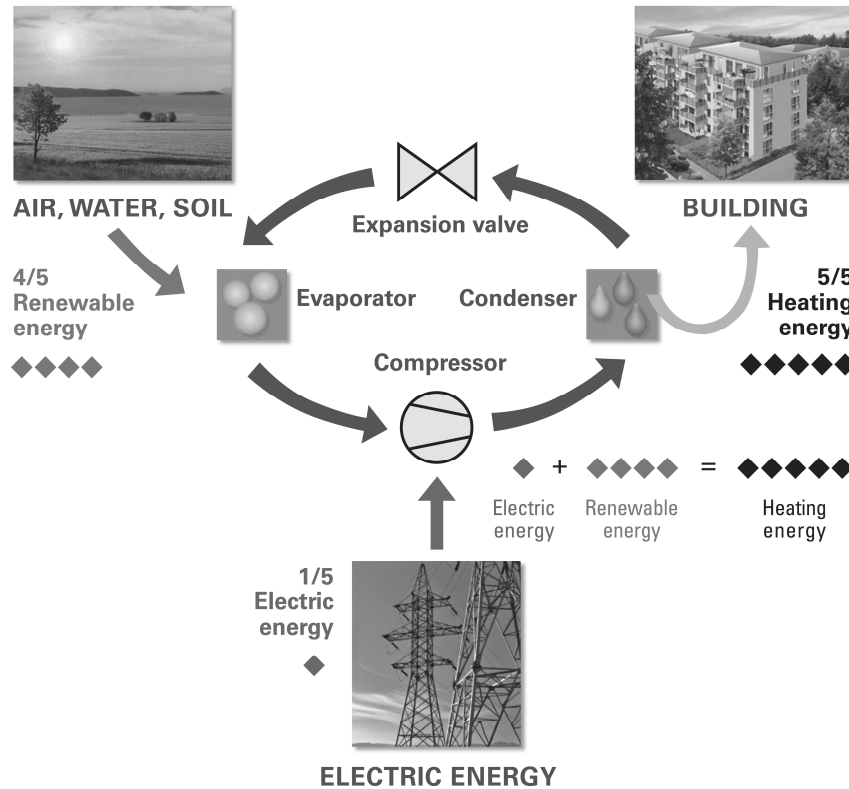 AIR, WATER, SOIL
BUILDING
Expansion valve
4/5
Renewable
energy
Evaporator
Condenser
5/5
Heating
energy
Compressor
+
=
Electric
energy
Renewable
energy
Heating
energy
1/5
Electric
energy
ELECTRIC ENERGY